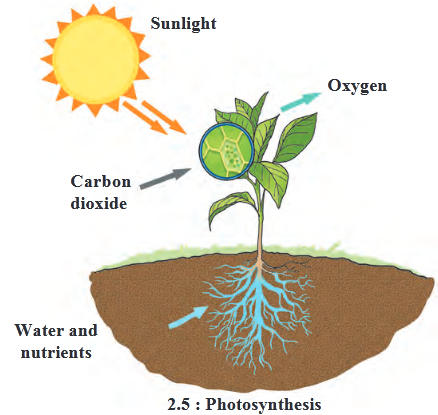 Sunlight
Oxygen
Carbon
dioxide
Water and
nutrients
2.5 : Photosynthesis